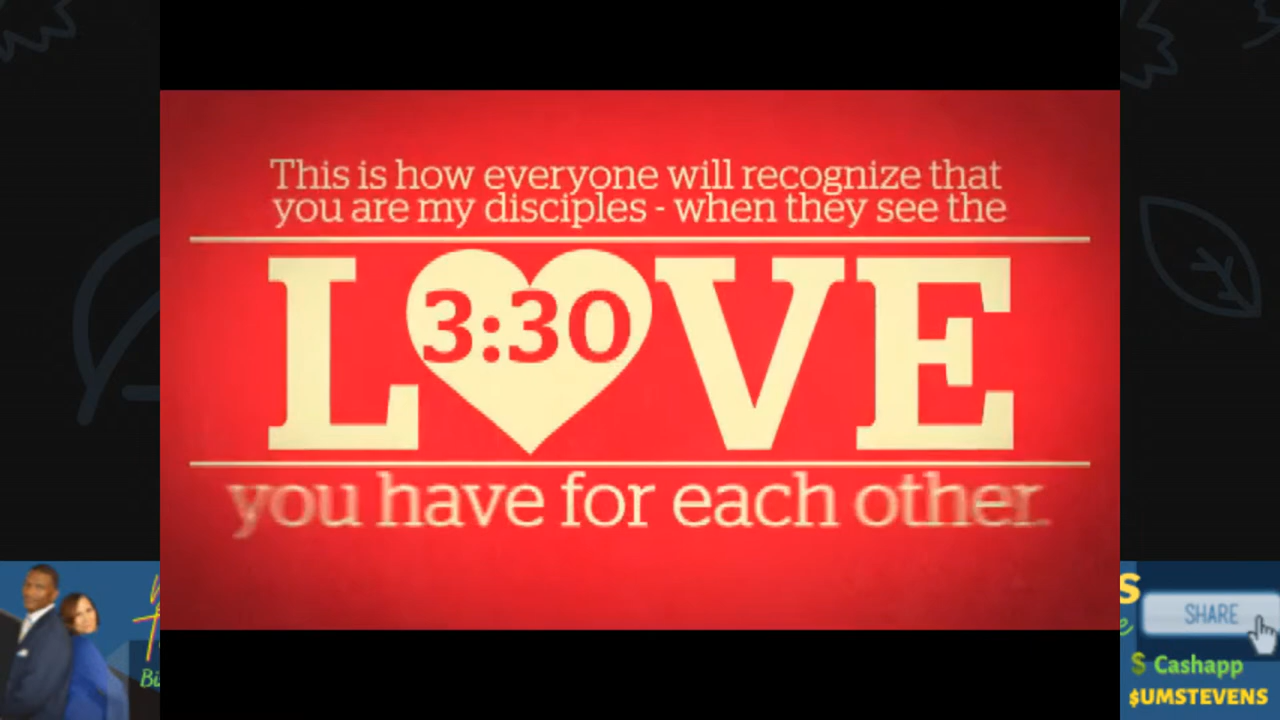 This is how everyone will recognize that
you are my disciples - when they see the
LOVE
3:30
you have for each other.
SHARE
$ Cashapp
$UMSTEVENS